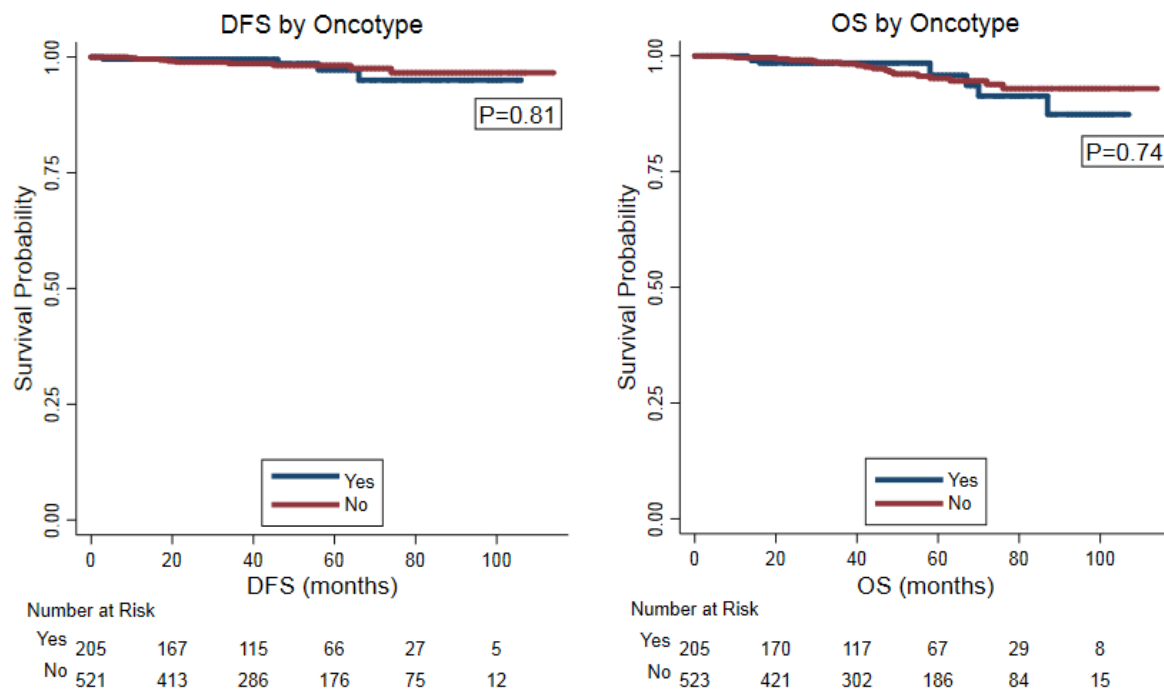 DFS by Oncotype
1.00
0.75
0.50
0.25
0.00
Survival Probability
P=0.81
Yes
No
0 20 40 60 80 100
DFS (months)
Number at Risk
Yes 205 167 115 66 27 5
No 521 413 286 176 75 12
OS by Oncotype
1.00
0.75
0.50
0.25
0.00
Survival Probability
P=0.74
Yes
No
0 20 40 60 80 100
OS (months)
Number at Risk
Yes 205 170 117 67 29 8
No 523 421 302 186 84 15